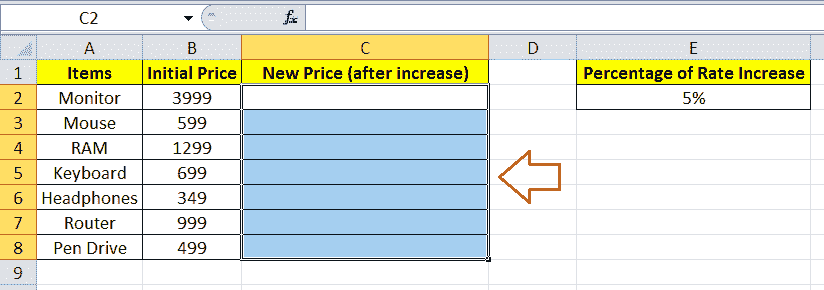 C2 fx
A B C D E
1 Items Initial Price New Price (after increase) Percentage of Rate Increase
2 Monitor 3999 5%
3 Mouse 599
4 RAM 1299
5 Keyboard 699
6 Headphones 349
7 Router 999
8 Pen Drive 499
9